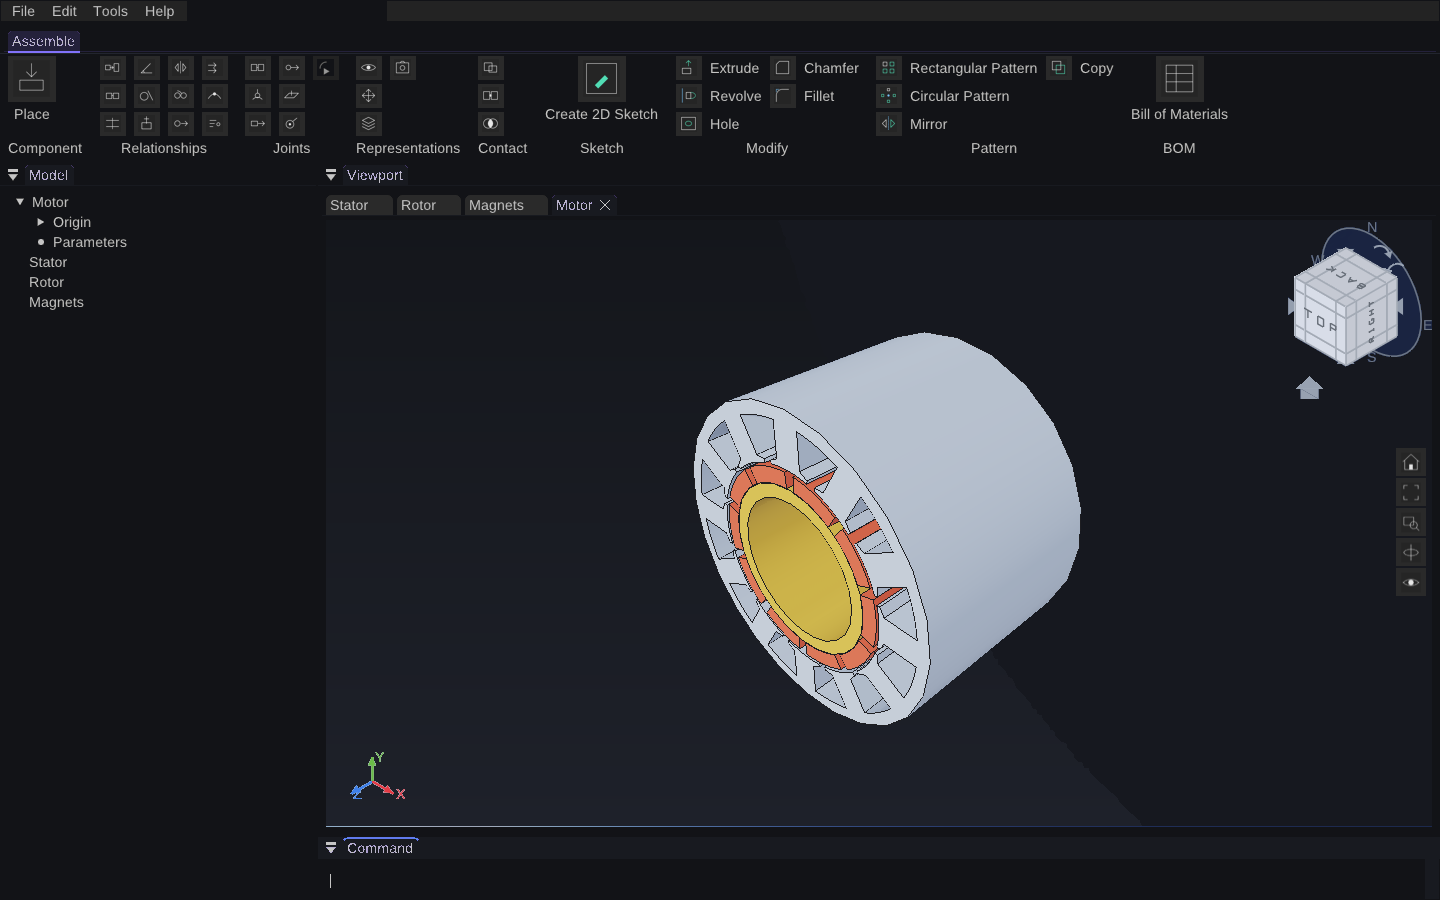 File Edit Tools Help
Assemble
Place
Component
Relationships
Joints
Representations
Contact
Create 2D Sketch
Sketch
Extrude Chamfer
Revolve Fillet
Hole
Modify
Rectangular Pattern Copy
Circular Pattern
Mirror
Pattern
Bill of Materials
BOM
Model
Motor
Origin
Parameters
Stator
Rotor
Magnets
Viewport
Stator Rotor Magnets Motor
N
W
E
S
BACK
TOP
RIGHT
Y
X
Z
Command